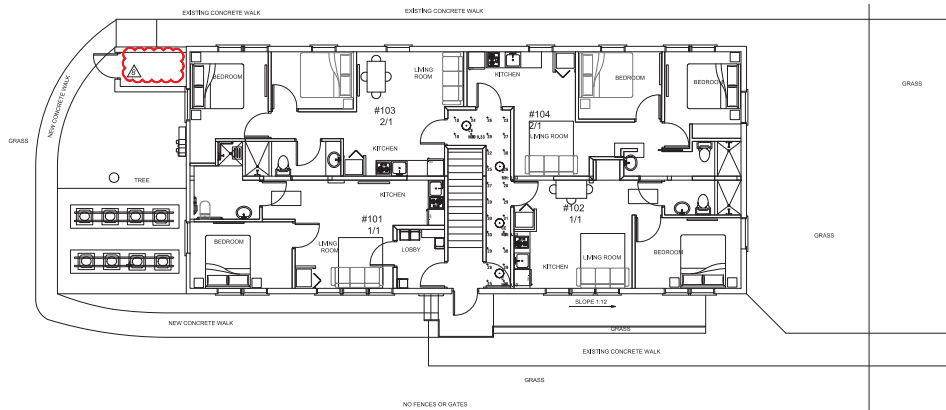 EXISTING CONCRETE WALK
EXISTING CONCRETE WALK
NEW CONCRETE WALK
GRASS
GRASS
BEDROOM
LIVING
ROOM
#103
2/1
KITCHEN
KITCHEN
#104
2/1
LIVING ROOM
BEDROOM
BEDROOM
TREE
KITCHEN
#101
1/1
LIVING
ROOM
LOBBY
BEDROOM
#102
1/1
KITCHEN
LIVING ROOM
BEDROOM
GRASS
SLOPE 1:12
NEW CONCRETE WALK
GRASS
EXISTING CONCRETE WALK
GRASS
NO FENCES OR GATES